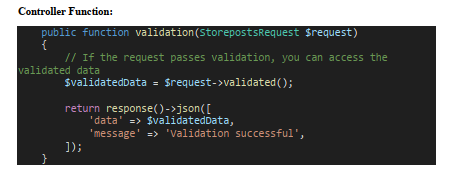 Controller Function:
public function validation(StorepostsRequest $request)
{
// If the request passes validation, you can access the
validated data
$validatedData = $request->validated();
return response()->json([
'data' => $validatedData,
'message' => 'Validation successful',
]);
}